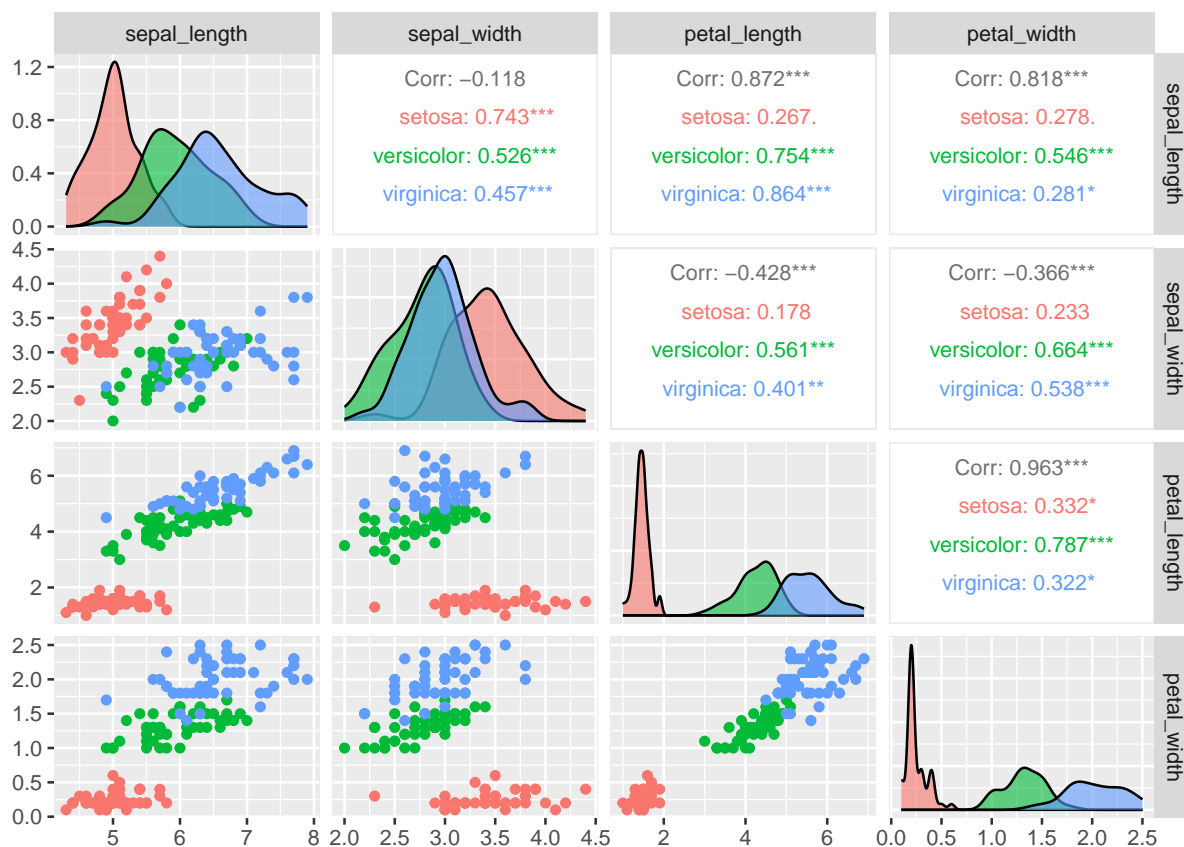 sepal_length
sepal_width
petal_length
petal_width
1.2
0.8
0.4
0.0
Corr: −0.118
setosa: 0.743***
versicolor: 0.526***
virginica: 0.457***
Corr: 0.872***
setosa: 0.267.
versicolor: 0.754***
virginica: 0.864***
Corr: 0.818***
setosa: 0.278.
versicolor: 0.546***
virginica: 0.281*
sepal_length
4.5
4.0
3.5
3.0
2.5
2.0
Corr: −0.428***
setosa: 0.178
versicolor: 0.561***
virginica: 0.401**
Corr: −0.366***
setosa: 0.233
versicolor: 0.664***
virginica: 0.538***
sepal_width
6
4
2
Corr: 0.963***
setosa: 0.332*
versicolor: 0.787***
virginica: 0.322*
petal_length
2.5
2.0
1.5
1.0
0.5
0.0
petal_width
5 6 7 8
2.0 2.5 3.0 3.5 4.0 4.5
2 4 6
0.0 0.5 1.0 1.5 2.0 2.5